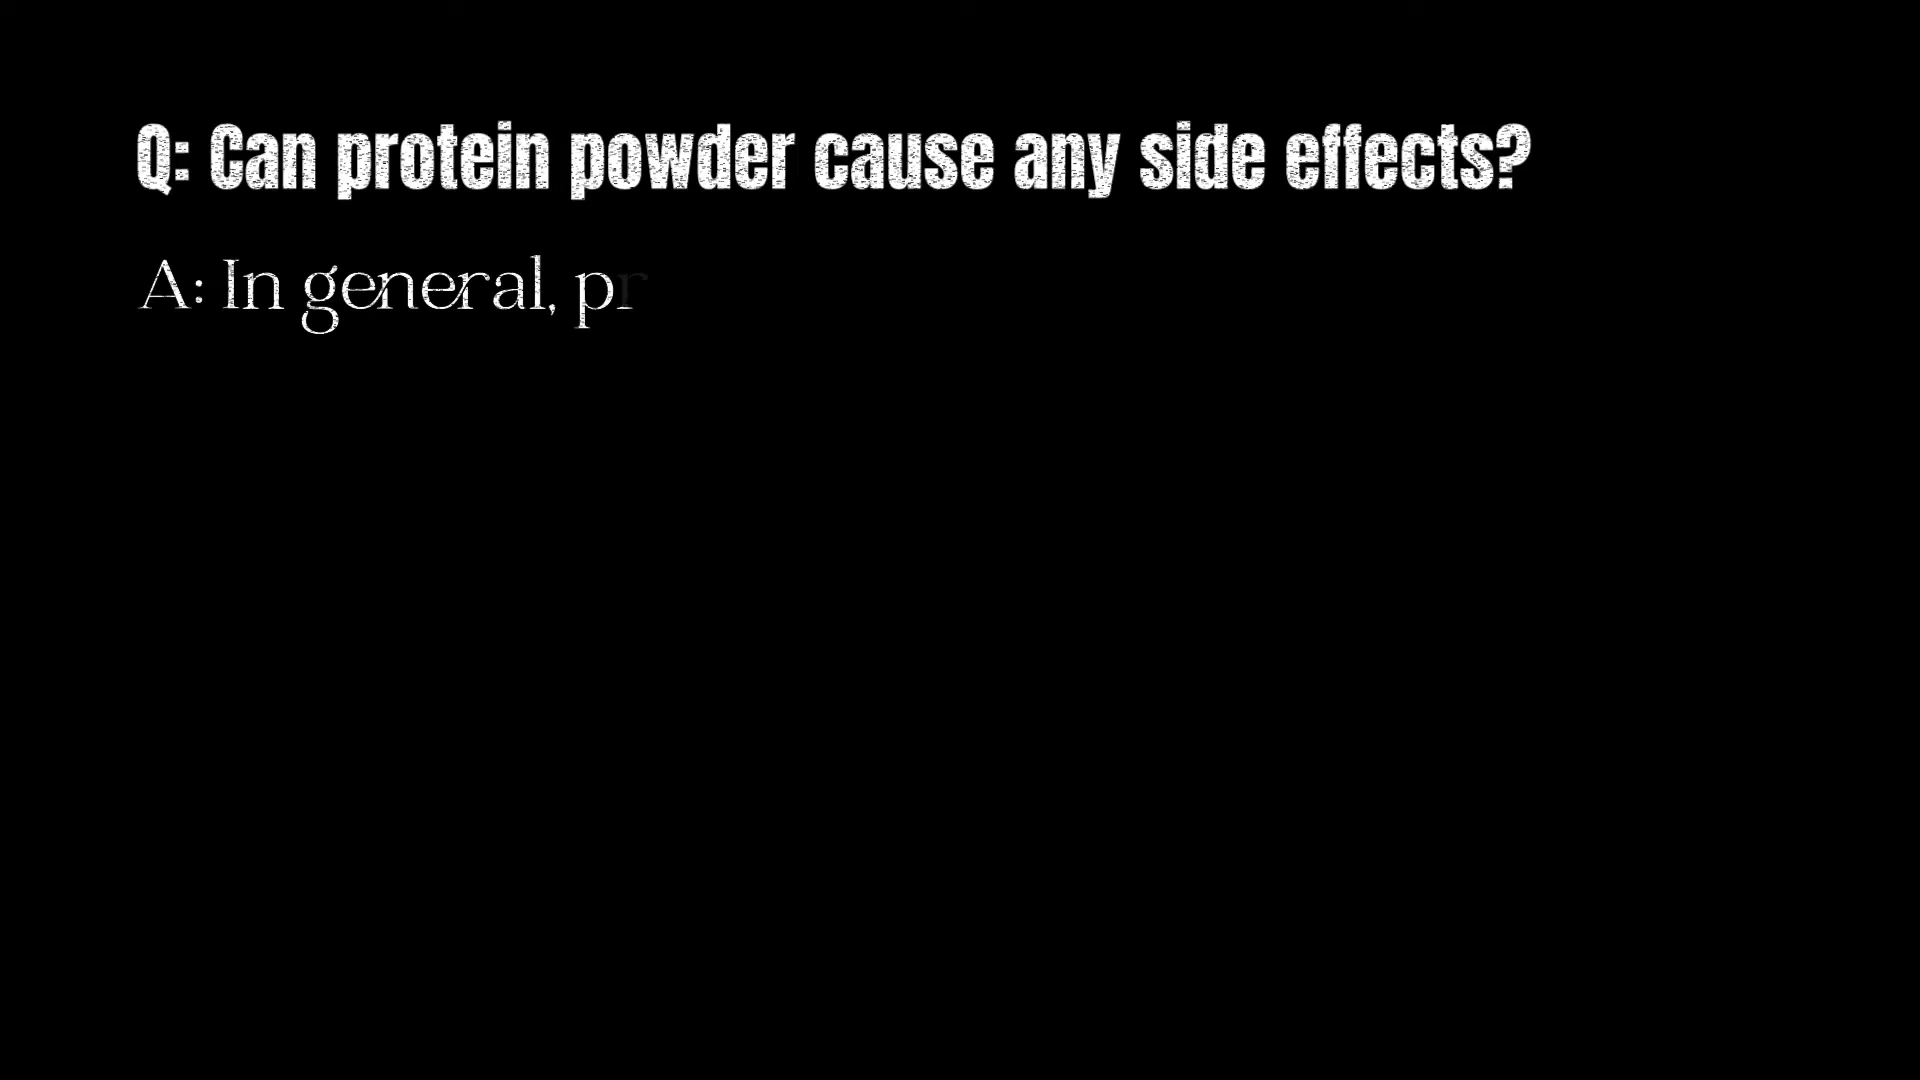 Q: Can protein powder cause any side effects?
A: In general, pr